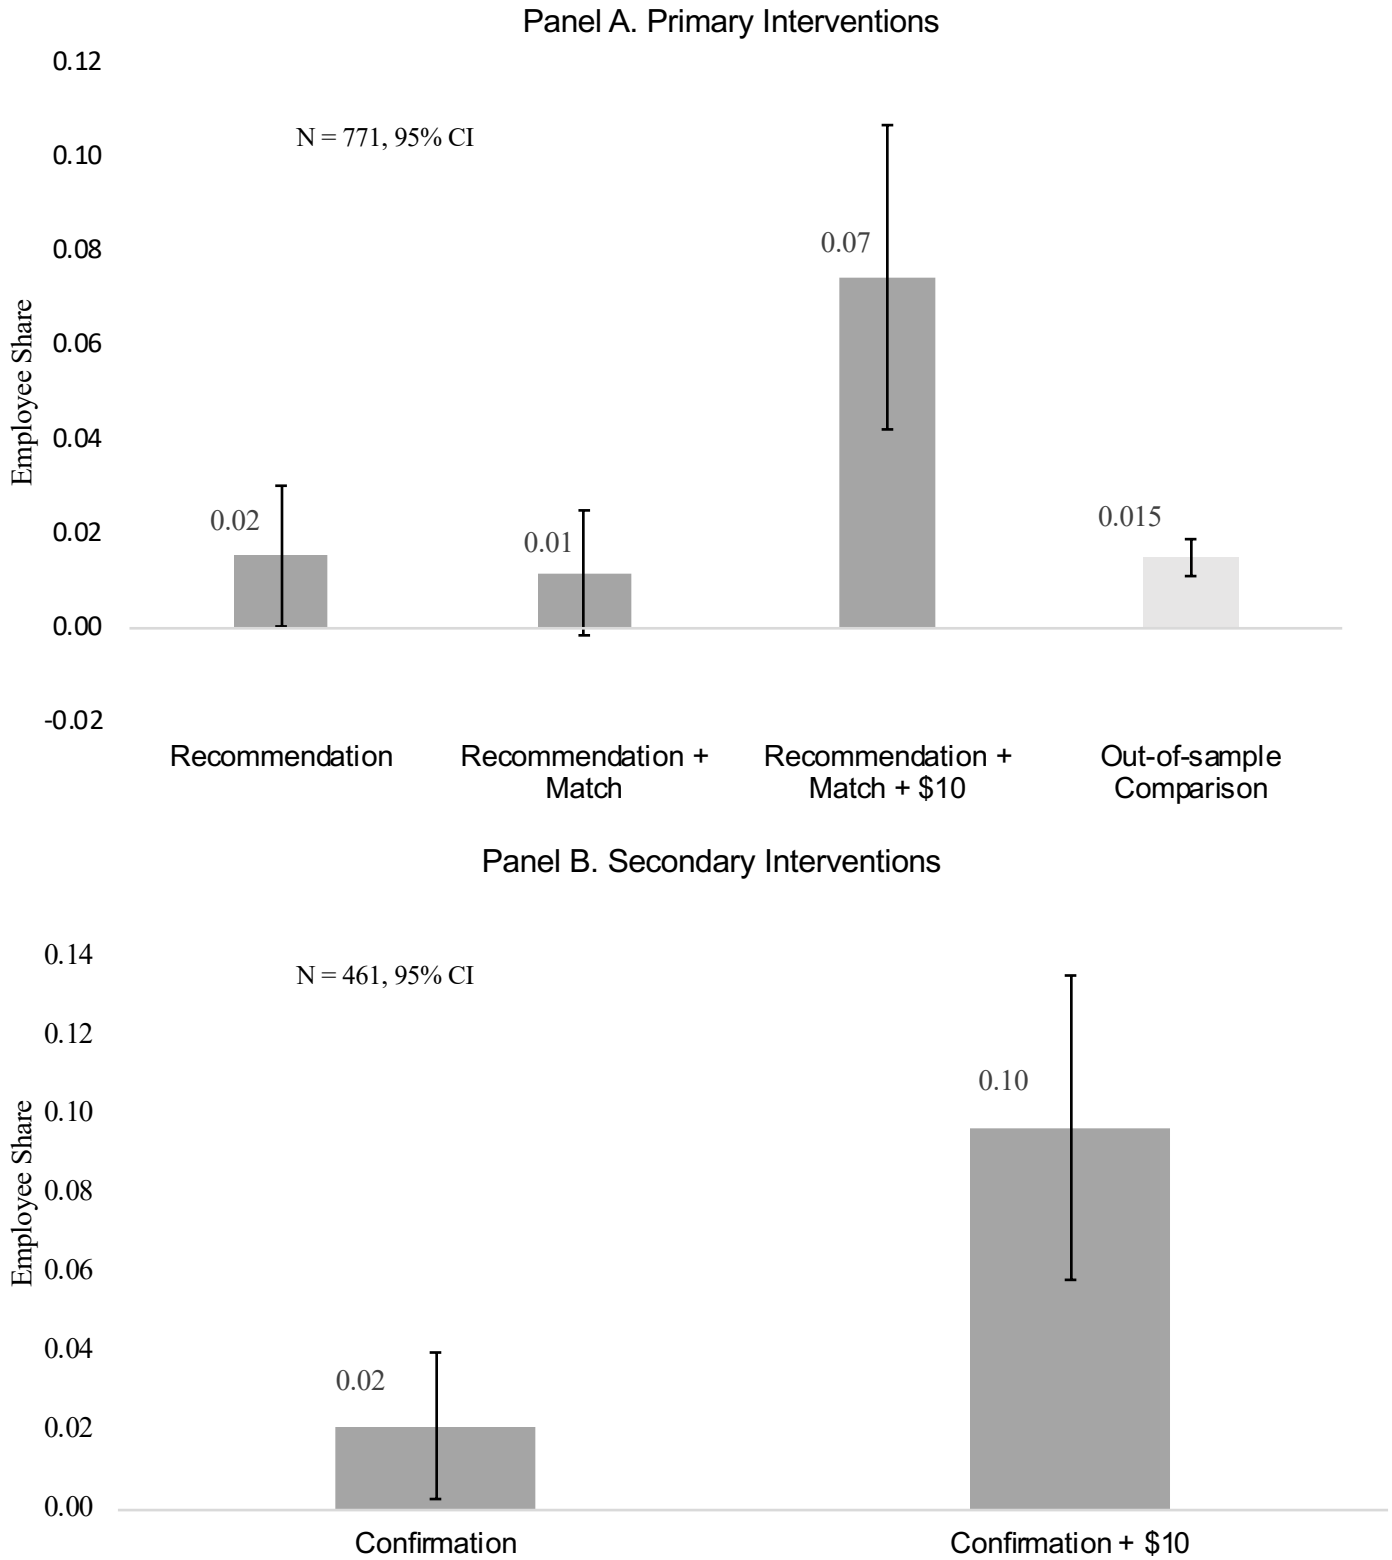 Panel A. Primary Interventions
0.12
N = 771, 95% CI
0.10
0.08
0.07
0.06
Employee Share
0.04
0.02
0.02
0.01
0.015
0.00
-0.02
Recommendation
Recommendation +
Match
Recommendation +
Match + $10
Out-of-sample
Comparison
Panel B. Secondary Interventions
0.14
N = 461, 95% CI
0.12
0.10
0.10
Employee Share
0.08
0.06
0.04
0.02
0.02
0.00
Confirmation
Confirmation + $10